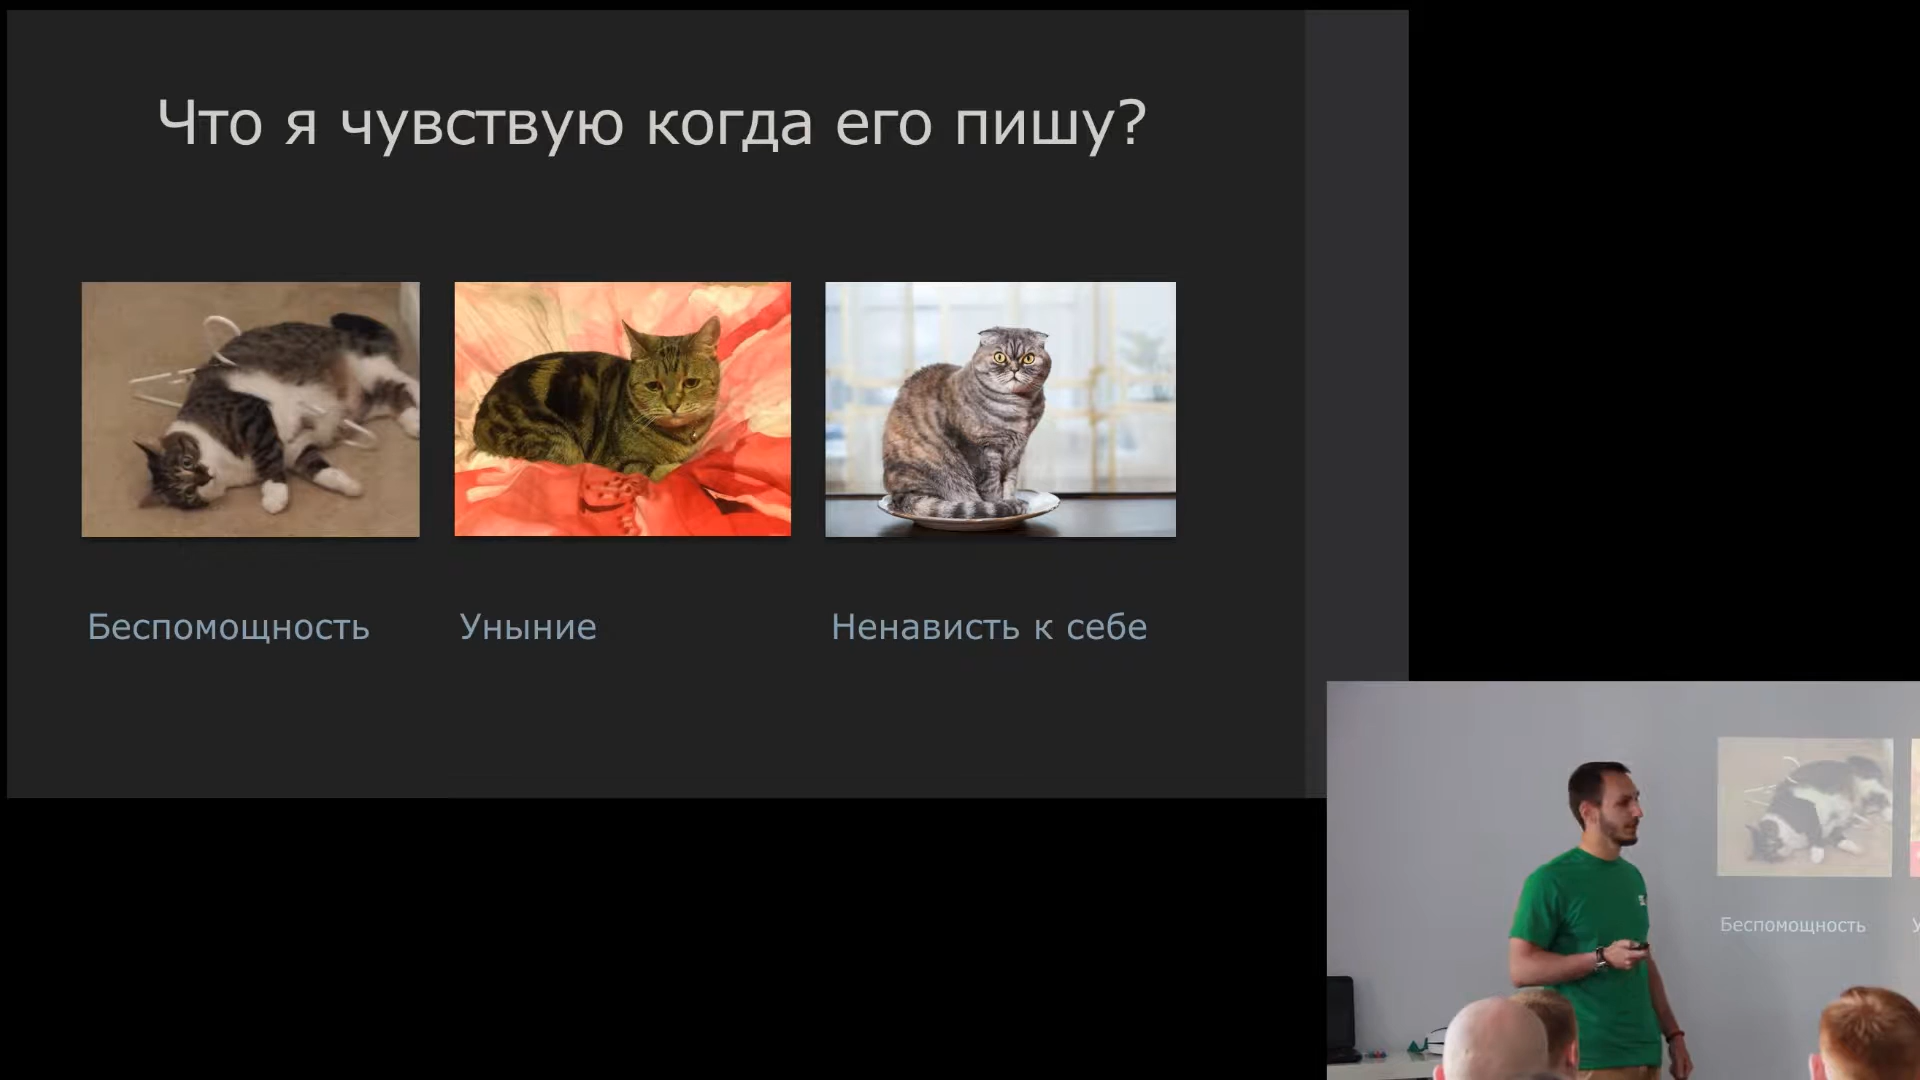 Что я чувствую когда его пишу?
Беспомощность
Уныние
Ненависть к себе
Беспомощность
У